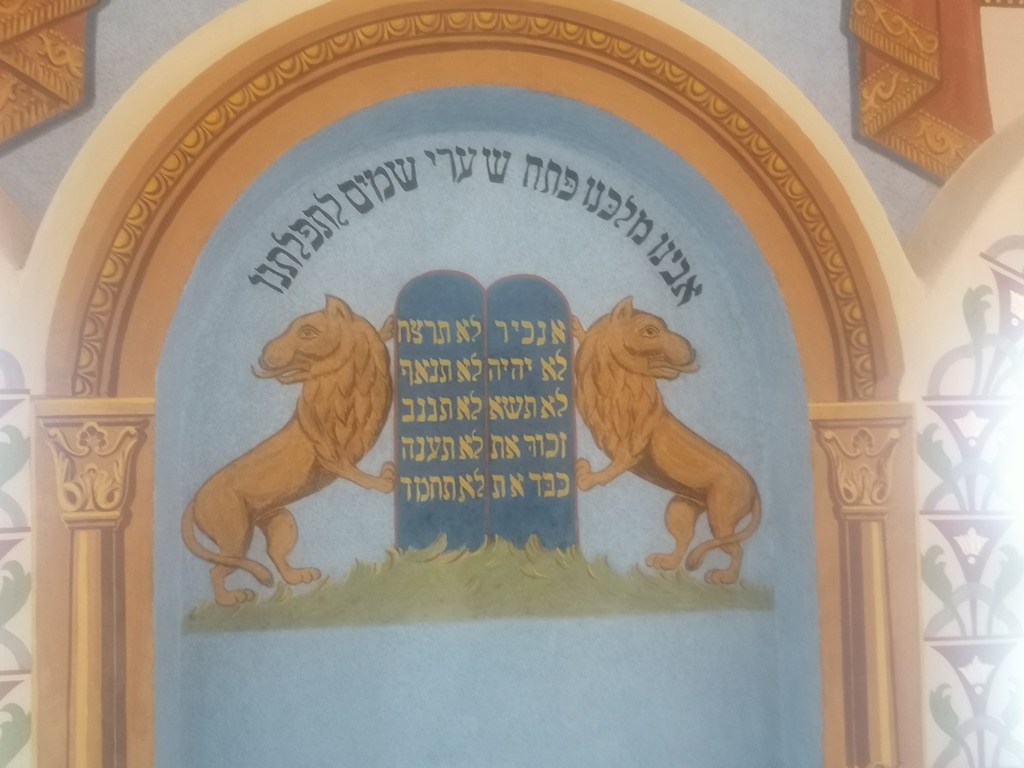 אבינו מלכנו פתח שערי שמים לתפלתנו
אנכיר
לא יהיה
לא תשא
זכור את
כבד את
לא תרצח
לא תנאף
לא תגנב
לא תענה
לא תחמד